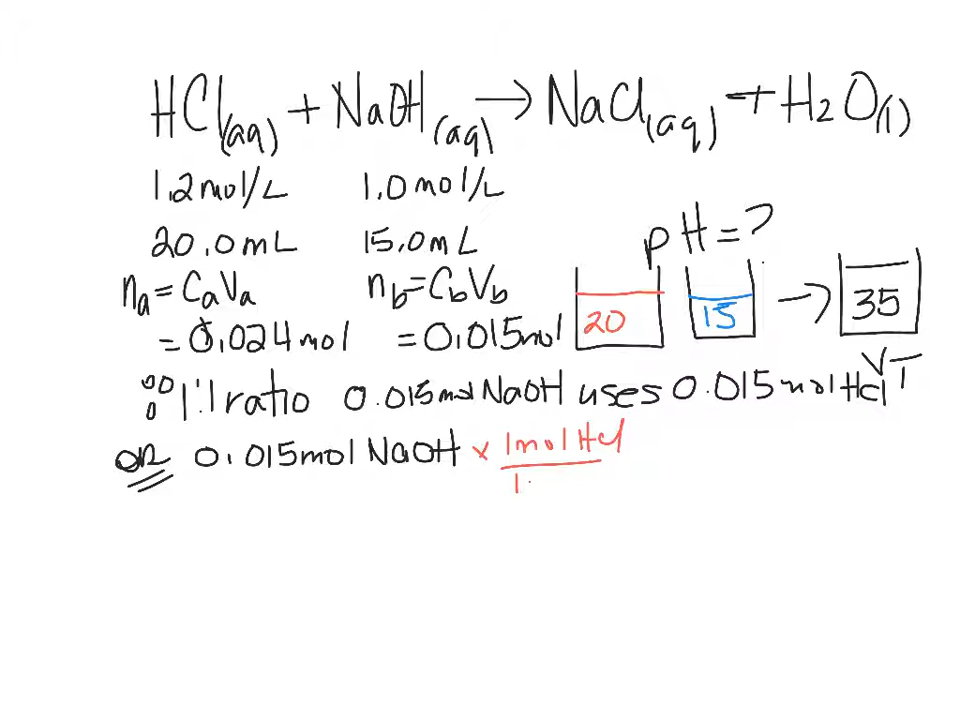 HCl(aq) + NaOH(aq) → NaCl(aq) + H2O(l)
1.2mol/L 1.0mol/L
20.0mL 15.0mL pH=?
na = CaVa nb=CbVb 20 15 → 35
= 0.024mol = 0.015mol VT
∴ 1:1 ratio 0.015mol NaOH uses 0.015mol HCl
OR 0.015mol NaOH × 1mol HCl
1